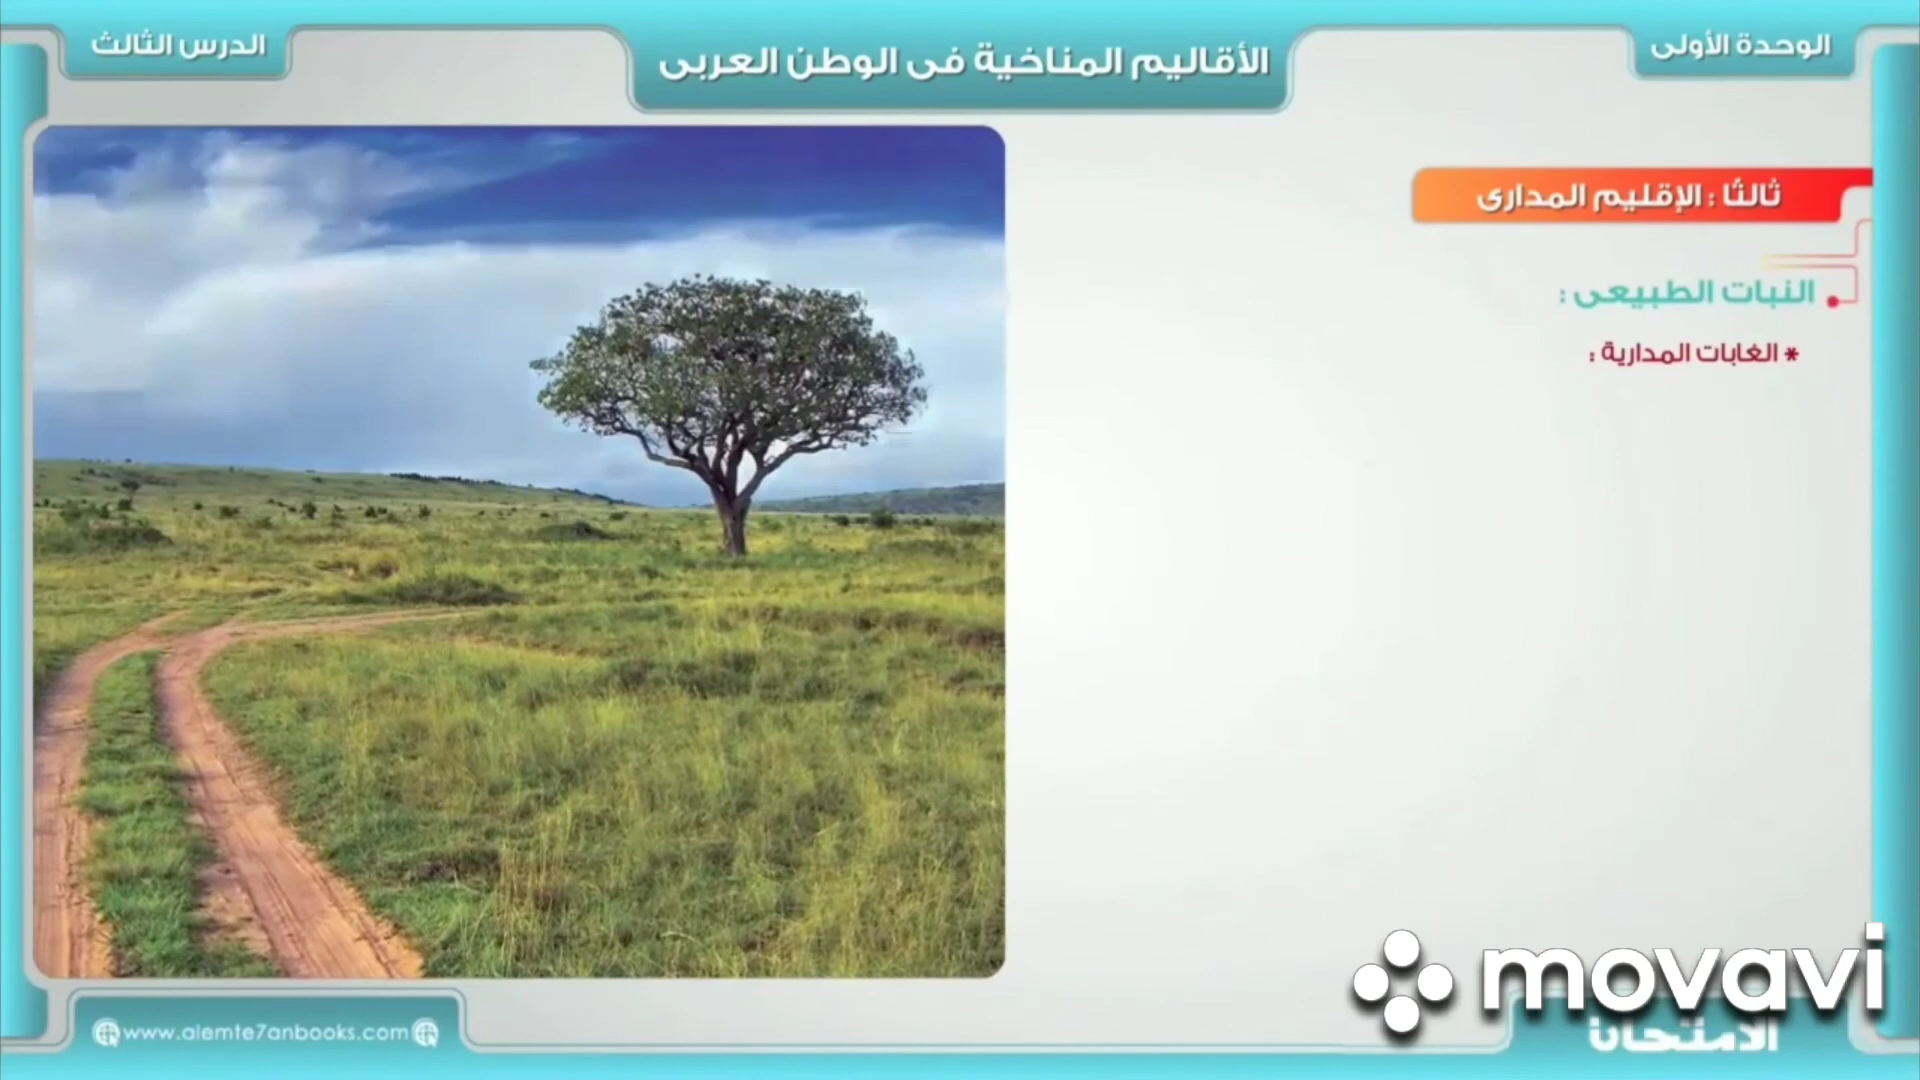 الوحدة الأولى
الأقاليم المناخية فى الوطن العربى
الدرس الثالث
ثالثًا : الإقليم المدارى
النبات الطبيعى :
* الغابات المدارية :
movavi
الامتحان
www.alemte7anbooks.com